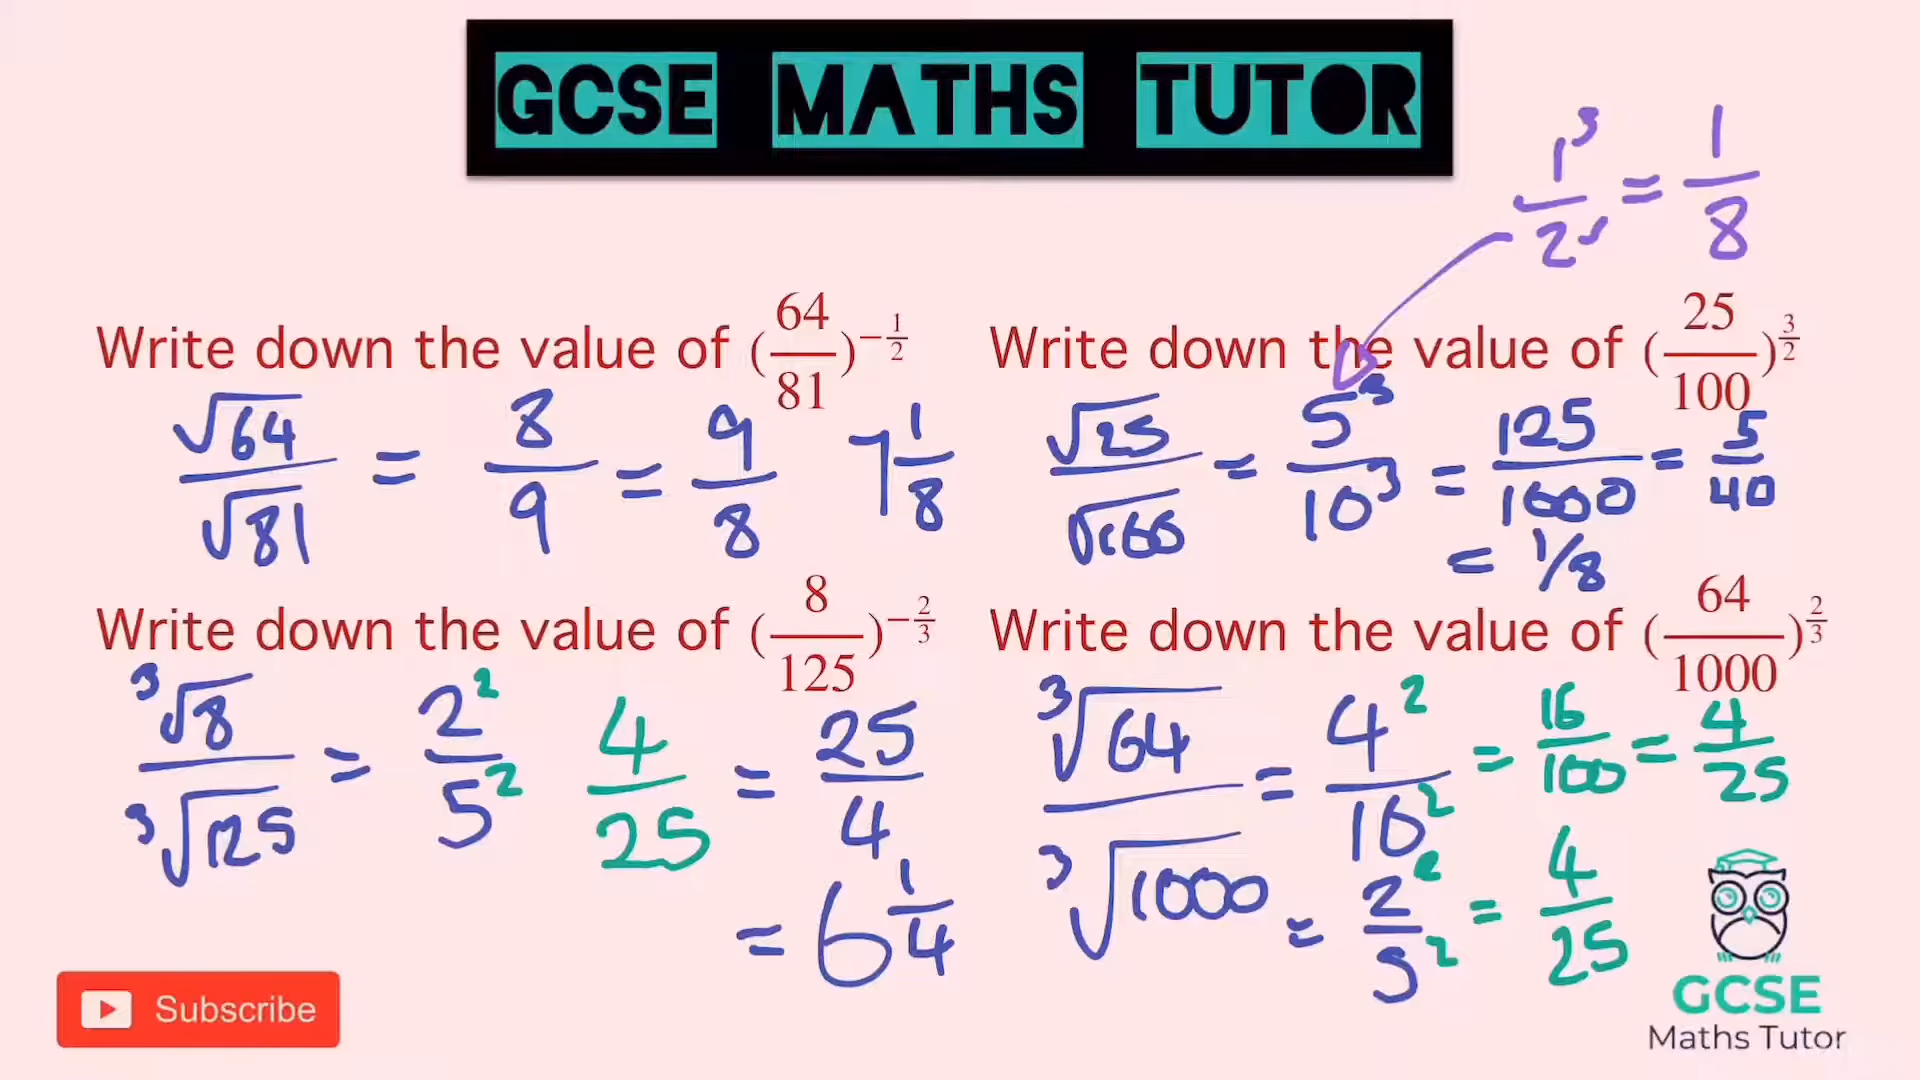 GCSE MATHS TUTOR
1³/2³ = 1/8
Write down the value of (64/81)^-1/2
√64/√81 = 8/9 = 9/8 1 1/8
Write down the value of (25/100)^3/2
√25/√100 = 5³/10³ = 125/1000 = 5/40
= 1/8
Write down the value of (8/125)^-2/3
³√8/³√125 = 2²/5² 4/25 = 25/4
= 6 1/4
Write down the value of (64/1000)^2/3
³√64/³√1000 = 4²/10² = 16/100 = 4/25
= 2²/5² = 4/25
Subscribe
GCSE
Maths Tutor